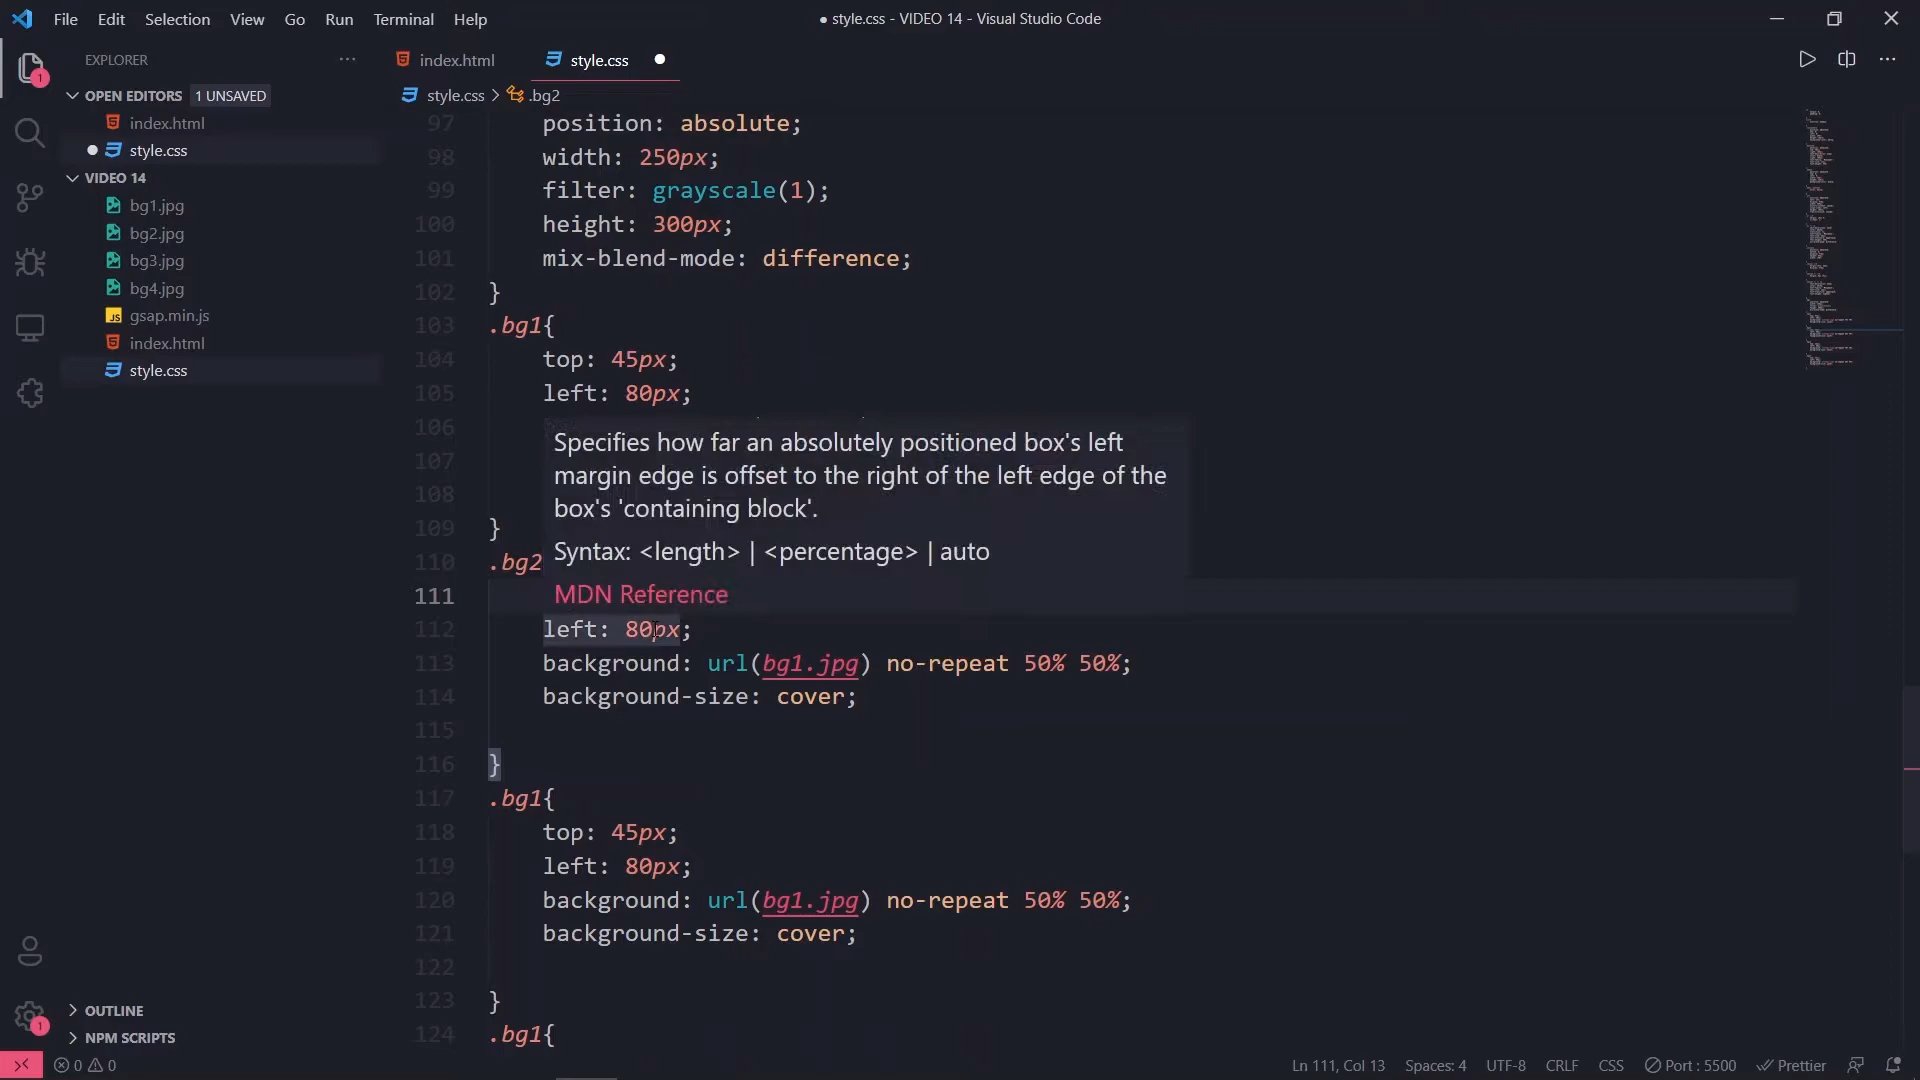 File Edit Selection View Go Run Terminal Help
● style.css - VIDEO 14 - Visual Studio Code
EXPLORER
OPEN EDITORS 1 UNSAVED
index.html
style.css
VIDEO 14
bg1.jpg
bg2.jpg
bg3.jpg
bg4.jpg
JS gsap.min.js
index.html
style.css
OUTLINE
NPM SCRIPTS
1
1
index.html style.css
style.css > .bg2
97 position: absolute;
98 width: 250px;
99 filter: grayscale(1);
100 height: 300px;
101 mix-blend-mode: difference;
102 }
103 .bg1{
104 top: 45px;
105 left: 80px;
106
107
108
109 }
110 .bg2
Specifies how far an absolutely positioned box's left
margin edge is offset to the right of the left edge of the
box's 'containing block'.
Syntax: <length> | <percentage> | auto
MDN Reference
111
112 left: 80px;
113 background: url(bg1.jpg) no-repeat 50% 50%;
114 background-size: cover;
115
116 }
117 .bg1{
118 top: 45px;
119 left: 80px;
120 background: url(bg1.jpg) no-repeat 50% 50%;
121 background-size: cover;
122
123 }
124 .bg1{
0 0 Ln 111, Col 13 Spaces: 4 UTF-8 CRLF CSS Port : 5500 Prettier